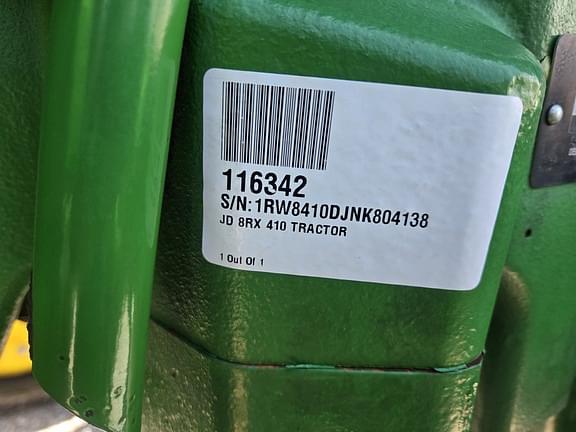 116342
S/N:1RW8410DJNK804138
JD 8RX 410 TRACTOR
1 Out Of 1